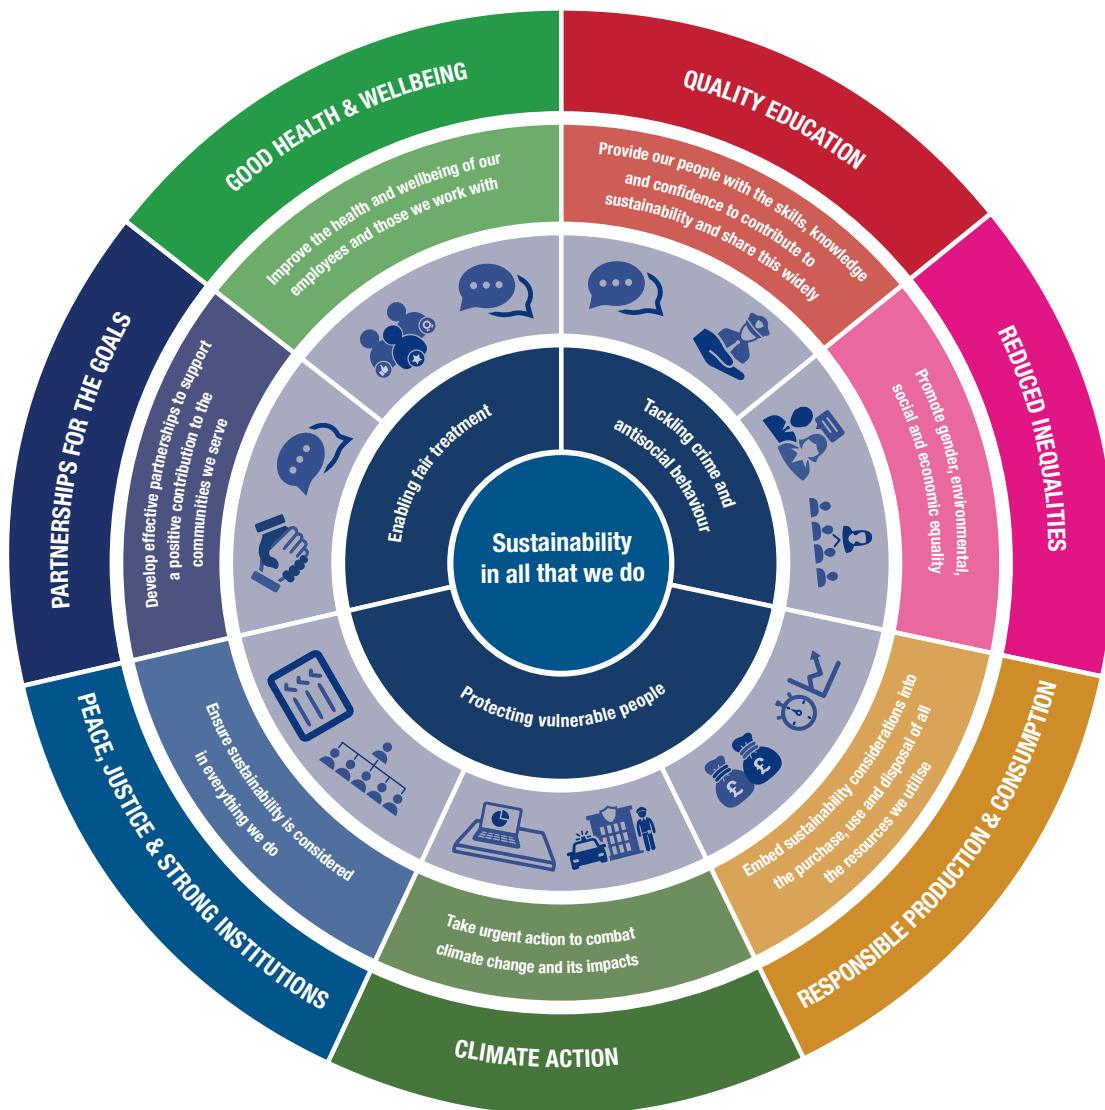 GOOD HEALTH & WELLBEING
QUALITY EDUCATION
REDUCED INEQUALITIES
RESPONSIBLE PRODUCTION & CONSUMPTION
CLIMATE ACTION
PEACE, JUSTICE & STRONG INSTITUTIONS
PARTNERSHIPS FOR THE GOALS
Improve the health and wellbeing of our
employees and those we work with
Provide our people with the skills, knowledge
and confidence to contribute to
sustainability and share this widely
Promote gender, environmental,
social and economic equality
Embed sustainability considerations into
the purchase, use and disposal of all
the resources we utilise
Take urgent action to combat
climate change and its impacts
Ensure sustainability is considered
in everything we do
Develop effective partnerships to support
a positive contribution to the
communities we serve
Enabling fair treatment
Tackling crime and
antisocial behaviour
Protecting vulnerable people
Sustainability
in all that we do
£
£